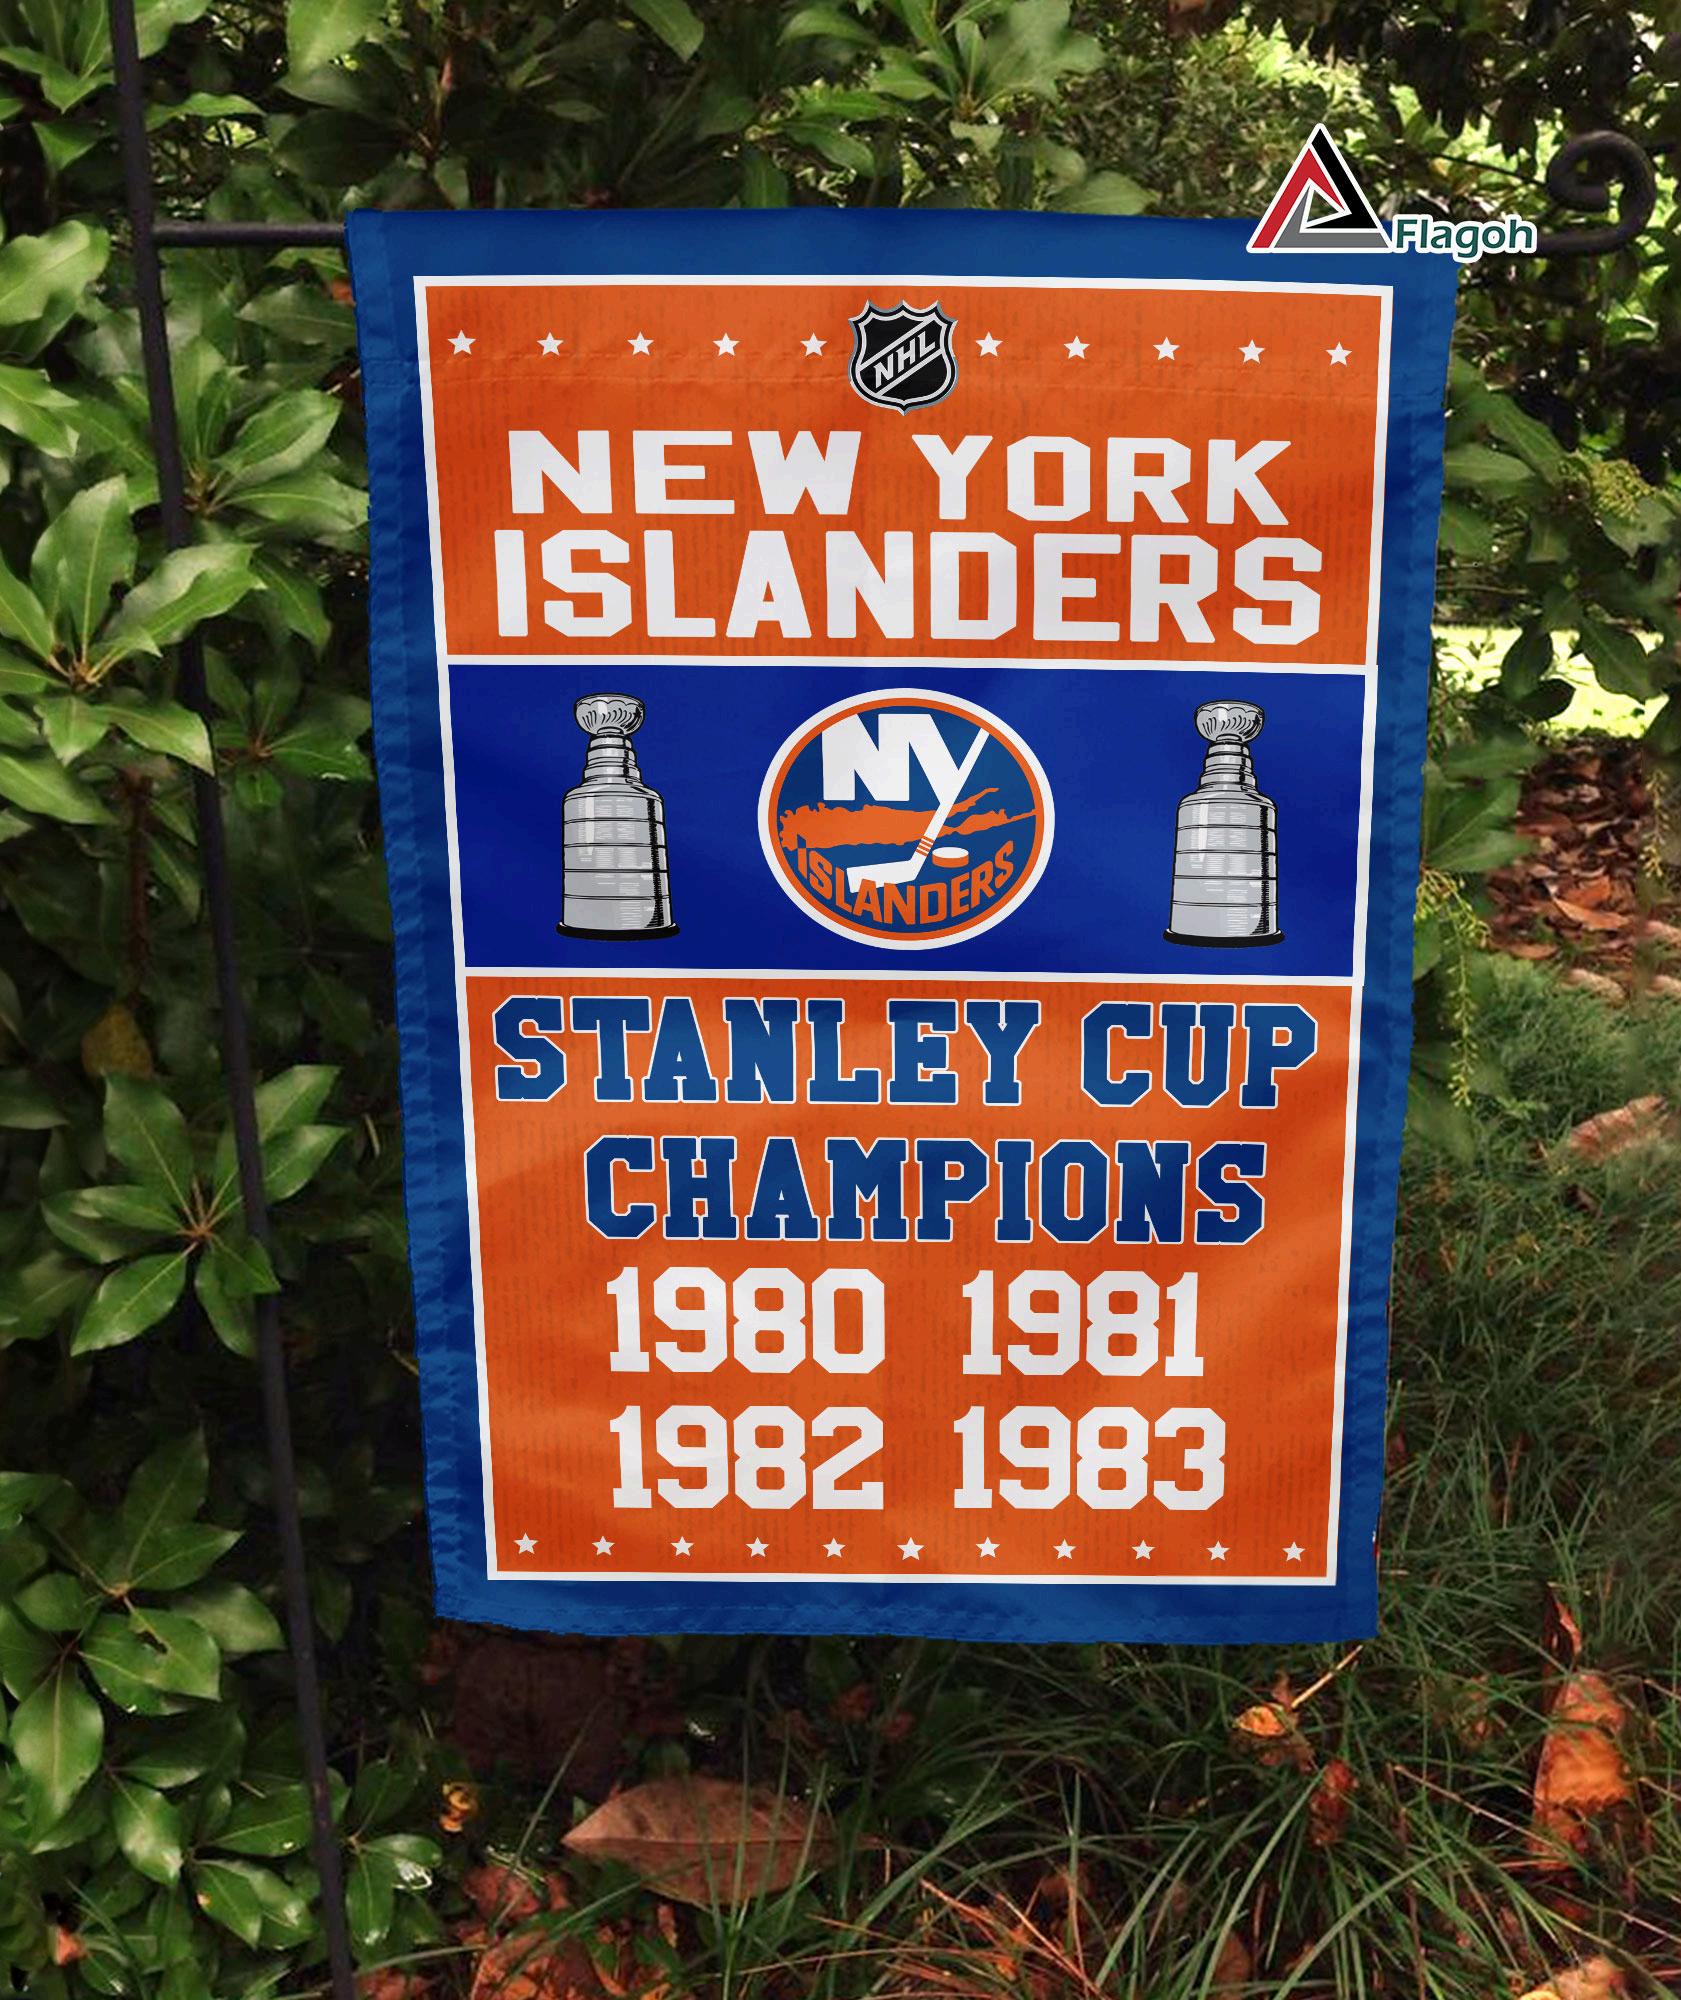 Flagoh
NHL
NEW YORK
ISLANDERS
NY
ISLANDERS
STANLEY CUP
CHAMPIONS
1980 1981
1982 1983